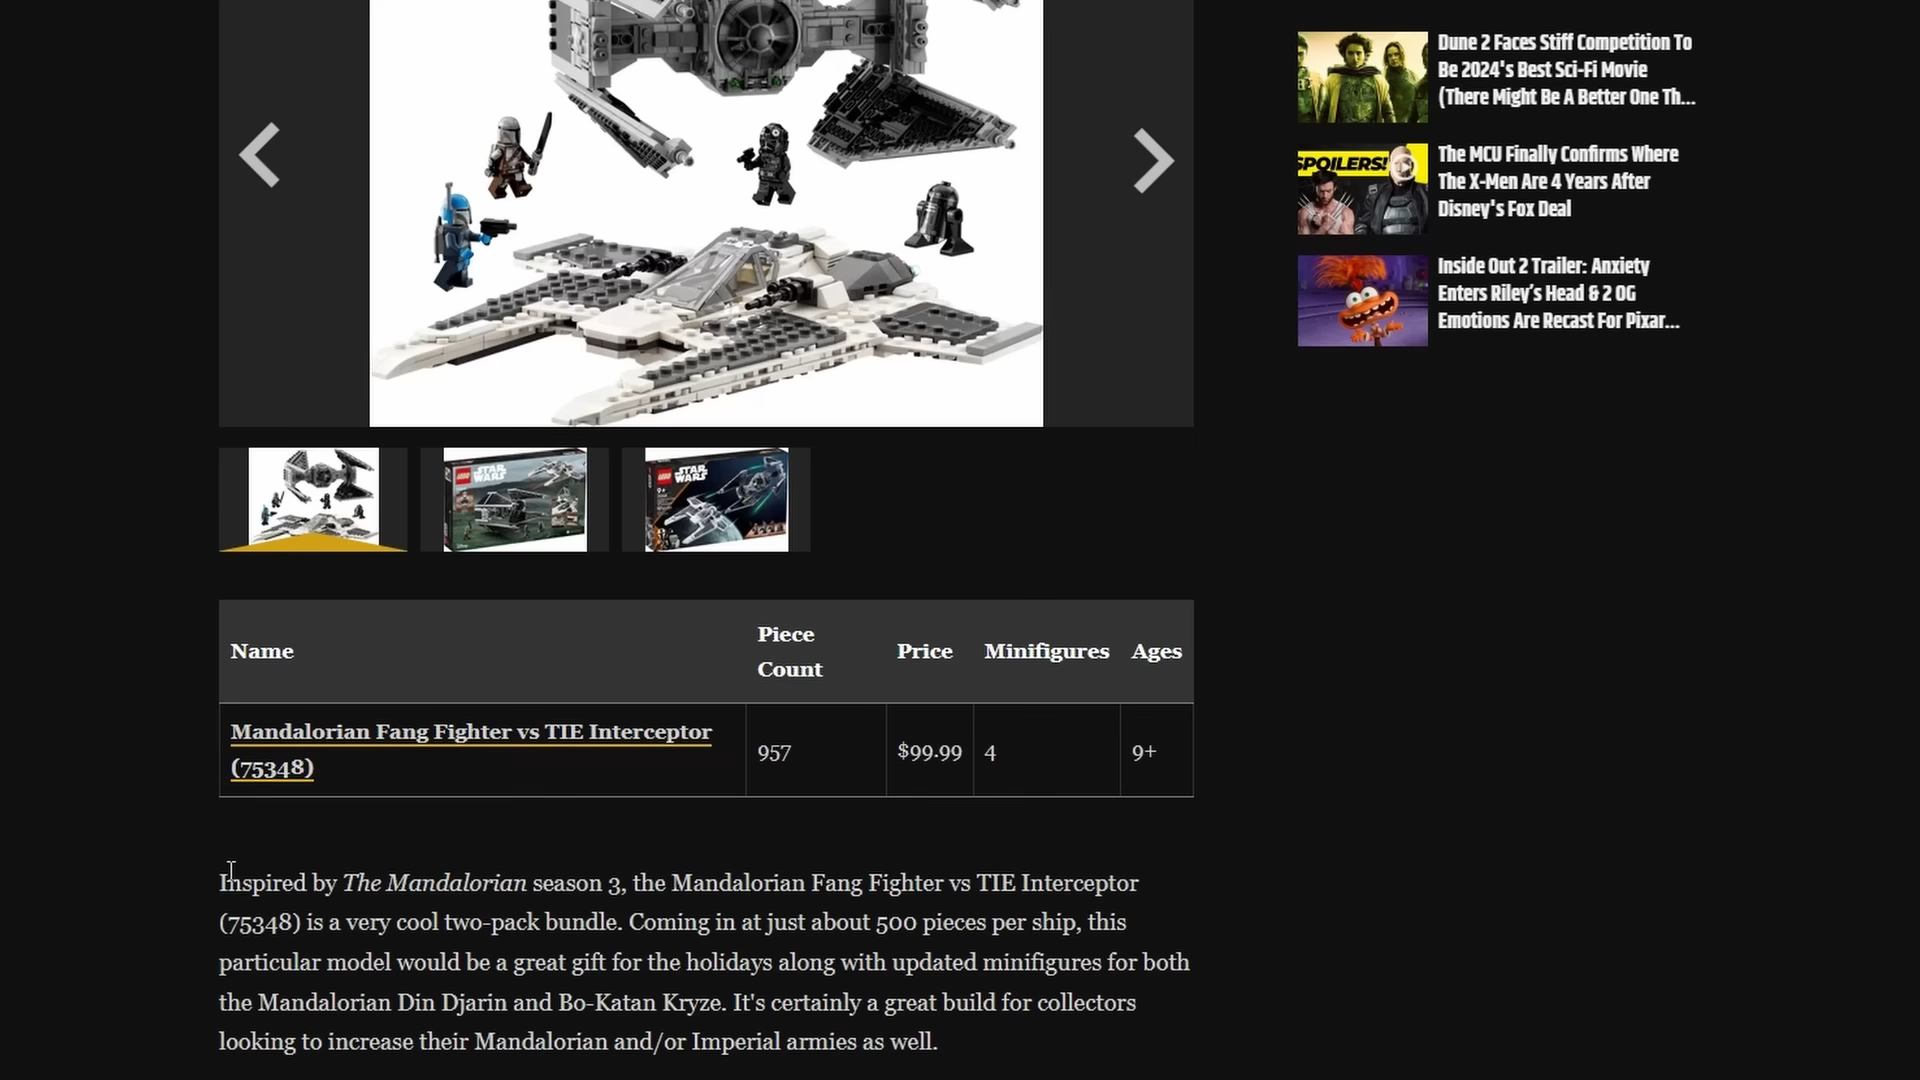 Dune 2 Faces Stiff Competition To
Be 2024's Best Sci-Fi Movie
(There Might Be A Better One Th...
SPOILERS!
The MCU Finally Confirms Where
The X-Men Are 4 Years After
Disney's Fox Deal
Inside Out 2 Trailer: Anxiety
Enters Riley's Head & 2 OG
Emotions Are Recast For Pixar...
LEGO STAR WARS
LEGO STAR WARS
Name
Piece
Count
Price
Minifigures
Ages
Mandalorian Fang Fighter vs TIE Interceptor
(75348)
957
$99.99
4
9+
Inspired by The Mandalorian season 3, the Mandalorian Fang Fighter vs TIE Interceptor
(75348) is a very cool two-pack bundle. Coming in at just about 500 pieces per ship, this
particular model would be a great gift for the holidays along with updated minifigures for both
the Mandalorian Din Djarin and Bo-Katan Kryze. It's certainly a great build for collectors
looking to increase their Mandalorian and/or Imperial armies as well.